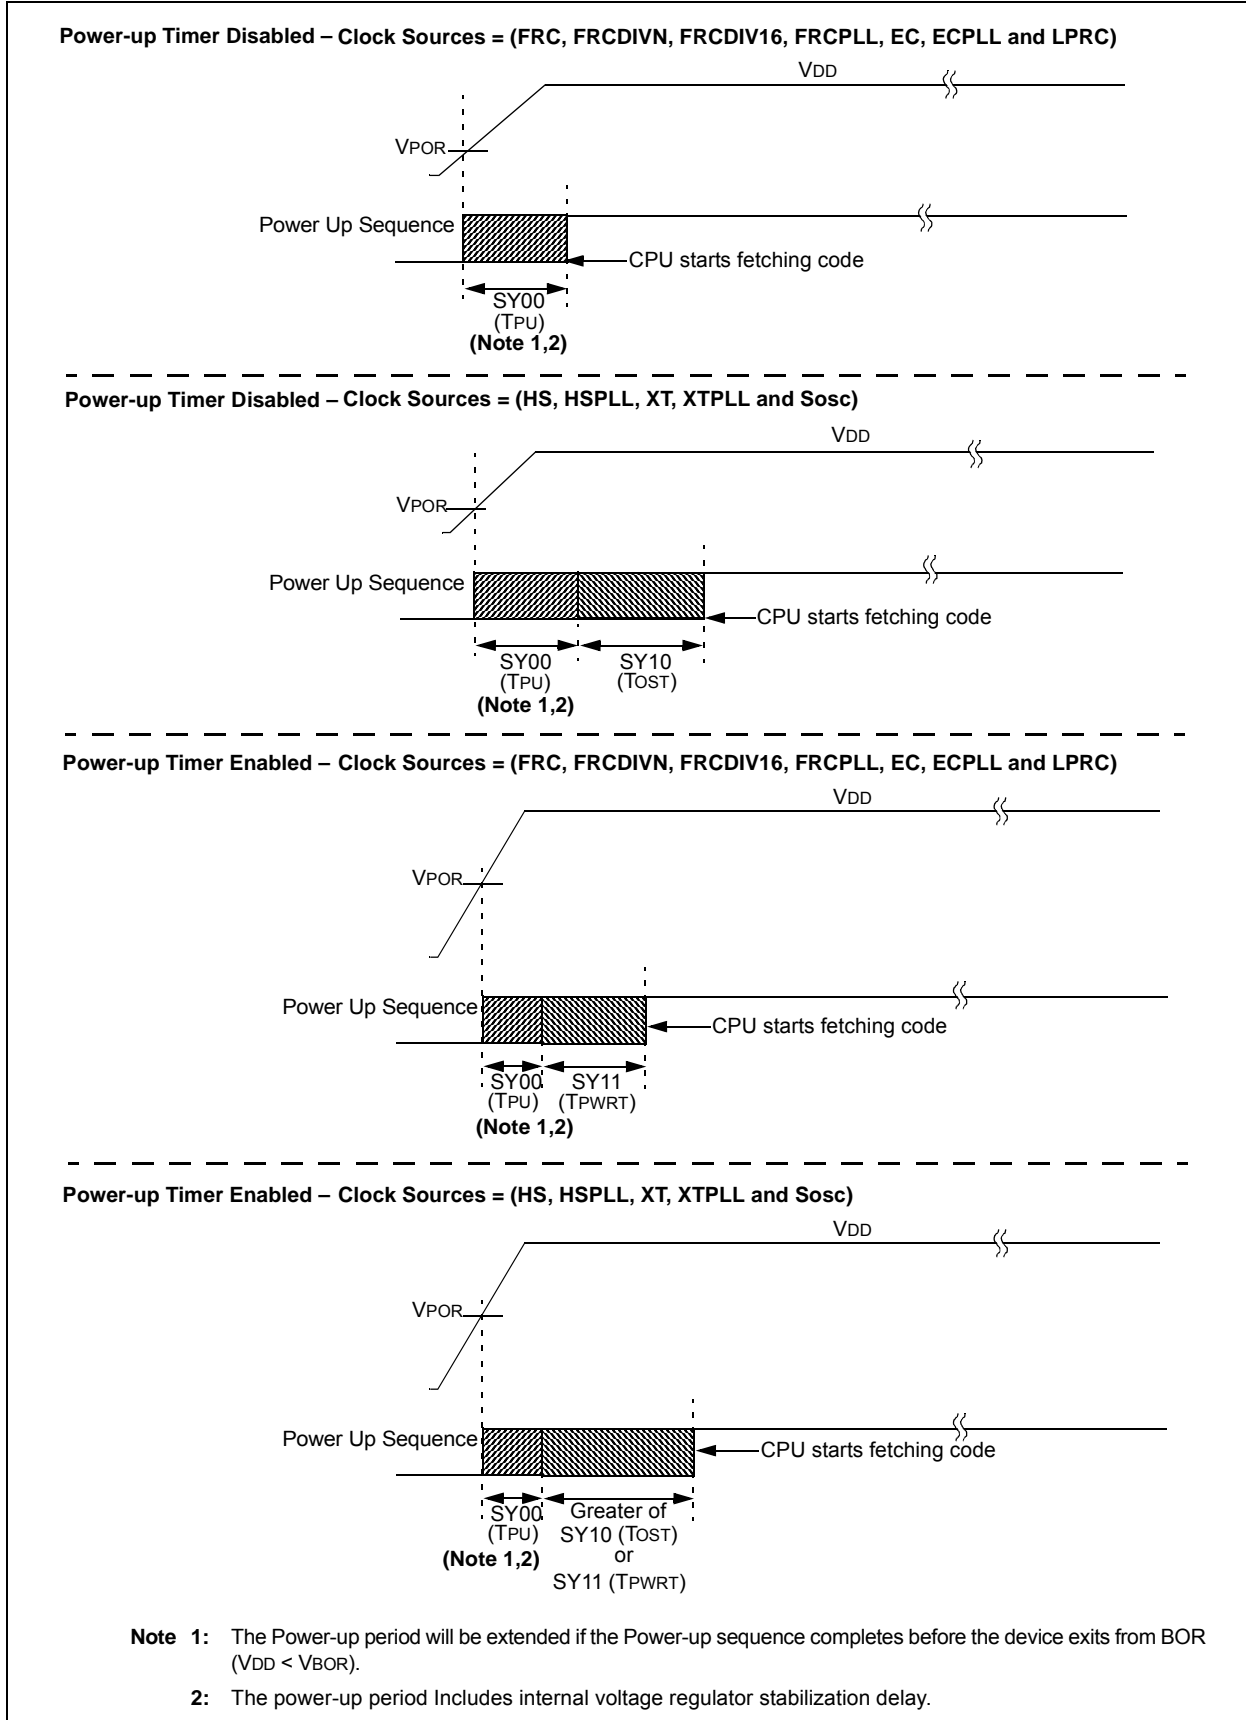 Power-up Timer Disabled – Clock Sources = (FRC, FRCDIVN, FRCDIV16, FRCPLL, EC, ECPLL and LPRC)
VDD
VPOR
Power Up Sequence
CPU starts fetching code
SY00
(TPU)
(Note 1,2)
Power-up Timer Disabled – Clock Sources = (HS, HSPLL, XT, XTPLL and Sosc)
VDD
VPOR
Power Up Sequence
CPU starts fetching code
SY00 SY10
(TPU) (TOST)
(Note 1,2)
Power-up Timer Enabled – Clock Sources = (FRC, FRCDIVN, FRCDIV16, FRCPLL, EC, ECPLL and LPRC)
VDD
VPOR
Power Up Sequence
CPU starts fetching code
SY00 SY11
(TPU) (TPWRT)
(Note 1,2)
Power-up Timer Enabled – Clock Sources = (HS, HSPLL, XT, XTPLL and Sosc)
VDD
VPOR
Power Up Sequence
CPU starts fetching code
SY00
(TPU)
(Note 1,2)
Greater of
SY10 (TOST)
or
SY11 (TPWRT)
Note 1: The Power-up period will be extended if the Power-up sequence completes before the device exits from BOR
(VDD < VBOR).
2: The power-up period Includes internal voltage regulator stabilization delay.